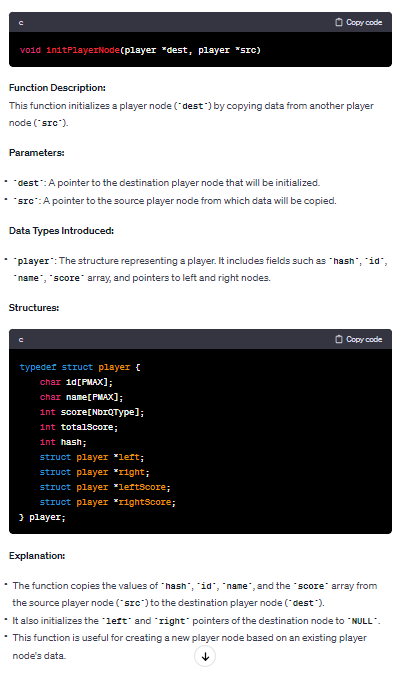 c Copy code
void initPlayerNode(player *dest, player *src)
Function Description:
This function initializes a player node (`dest`) by copying data from another player
node (`src`).
Parameters:
• `dest`: A pointer to the destination player node that will be initialized.
• `src`: A pointer to the source player node from which data will be copied.
Data Types Introduced:
• `player`: The structure representing a player. It includes fields such as `hash`, `id`,
`name`, `score` array, and pointers to left and right nodes.
Structures:
c Copy code
typedef struct player {
    char id[PMAX];
    char name[PMAX];
    int score[NbrQType];
    int totalScore;
    int hash;
    struct player *left;
    struct player *right;
    struct player *leftScore;
    struct player *rightScore;
} player;
Explanation:
• The function copies the values of `hash`, `id`, `name`, and the `score` array from
the source player node (`src`) to the destination player node (`dest`).
• It also initializes the `left` and `right` pointers of the destination node to `NULL`.
• This function is useful for creating a new player node based on an existing player
node's data.